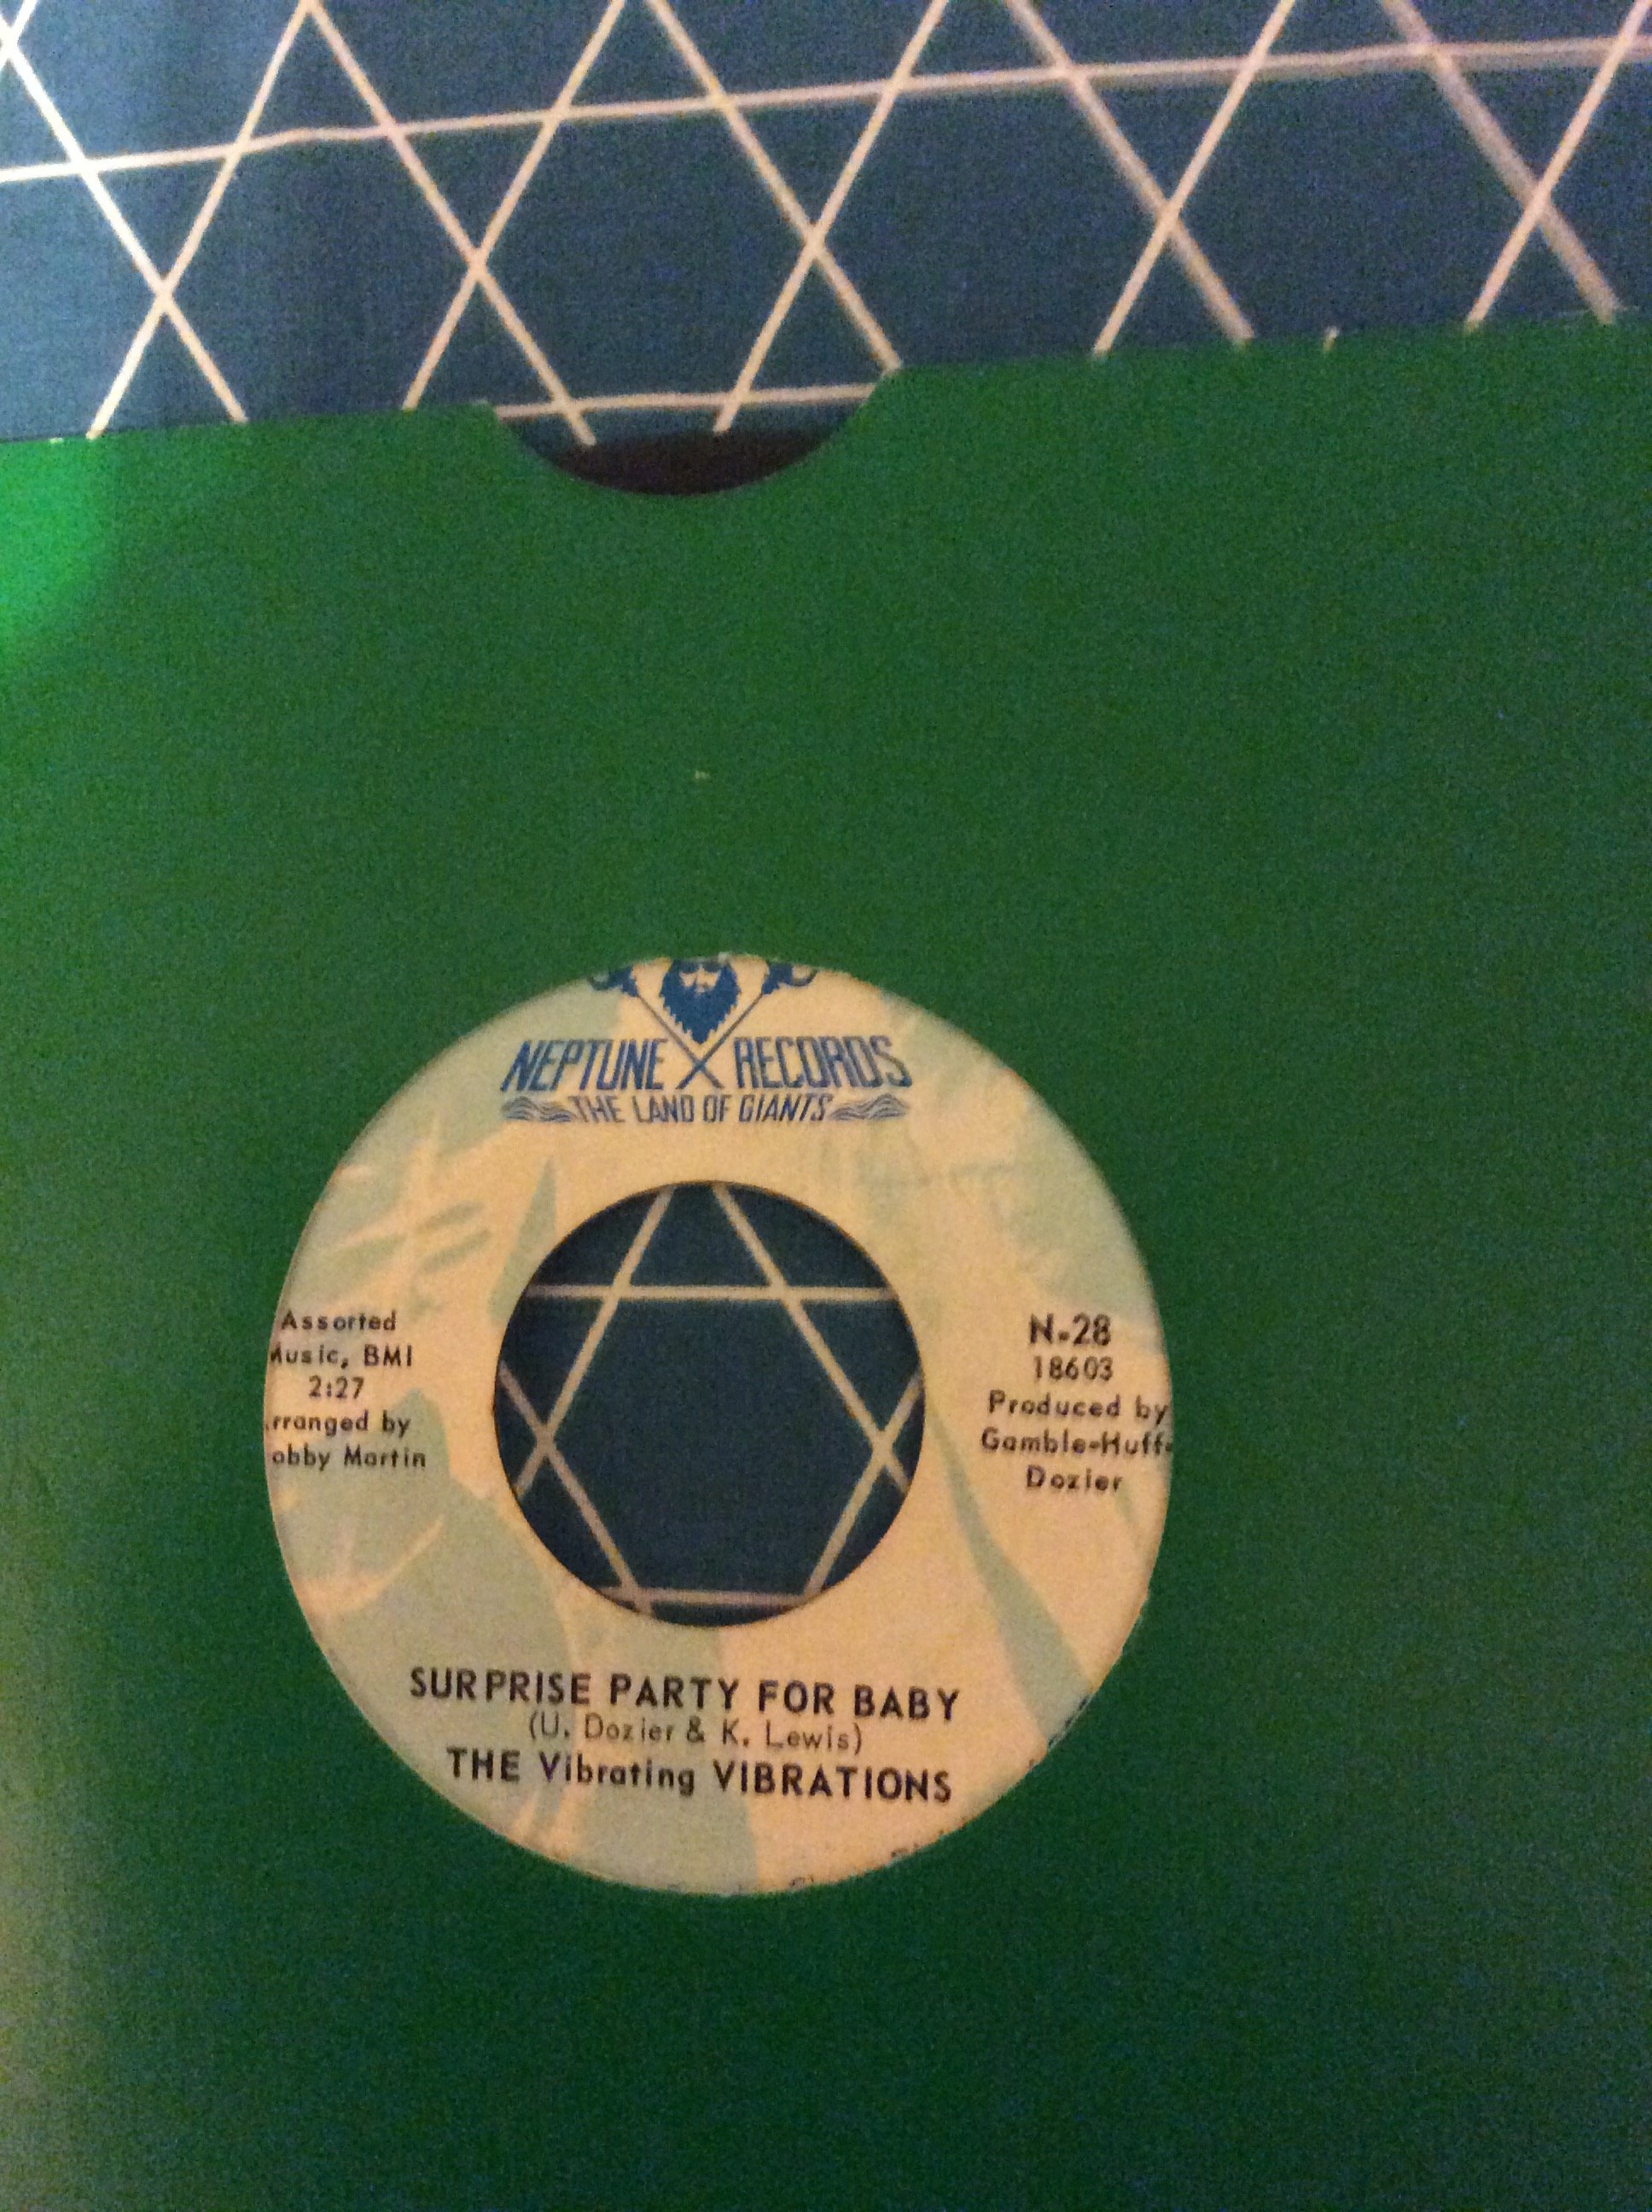 NEPTUNE RECORDS
THE LAND OF GIANTS
Assorted
Music, BMI
2:27
rranged by
obby Martin
N-28
18603
Produced by
Gamble-Huff-
Dozier
SURPRISE PARTY FOR BABY
(U. Dozier & K. Lewis)
THE Vibrating VIBRATIONS